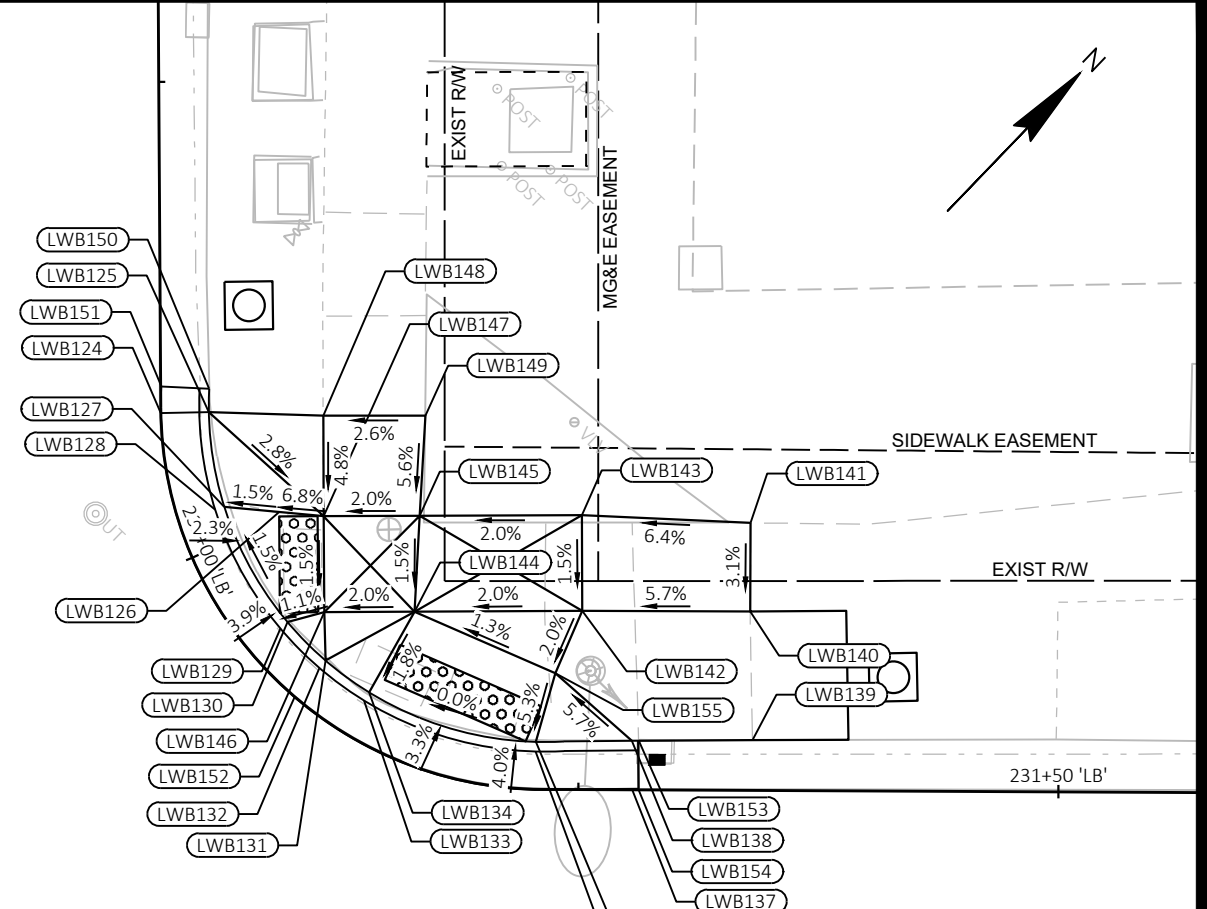 N
POST
POST
POST
POST
EXIST R/W
MG&E EASEMENT
LWB150
LWB125
LWB151
LWB124
LWB127
LWB128
LWB148
LWB147
LWB149
LWB145
LWB143
LWB141
SIDEWALK EASEMENT
EXIST R/W
2.8%
2.6%
4.8%
5.6%
1.5%
6.8%
2.0%
2.0%
6.4%
UT
2.3%
1.5%
1.5%
1.5%
1.5%
3.1%
LWB144
LWB126
3.9%
1.1%
2.0%
2.0%
5.7%
1.3%
2.0%
1.8%
0.0%
5.3%
5.7%
3.3%
4.0%
LWB129
LWB130
LWB146
LWB152
LWB132
LWB131
LWB142
LWB155
LWB140
LWB139
231+50 'LB'
LWB134
LWB133
LWB153
LWB138
LWB154
LWB137